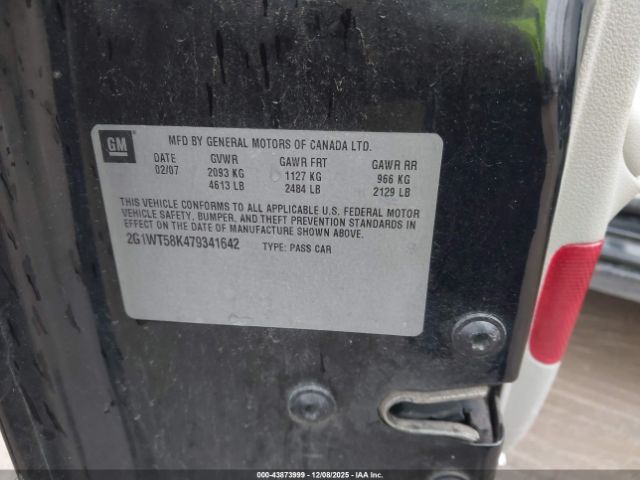 GM
MFD BY GENERAL MOTORS OF CANADA LTD.
DATE GVWR GAWR FRT GAWR RR
02/07 2093 KG 1127 KG 966 KG
4613 LB 2484 LB 2129 LB
THIS VEHICLE CONFORMS TO ALL APPLICABLE U.S. FEDERAL MOTOR
VEHICLE SAFETY, BUMPER, AND THEFT PREVENTION STANDARDS IN
EFFECT ON THE DATE OF MANUFACTURE SHOWN ABOVE.
2G1WT58K479341642 TYPE: PASS CAR
000-43873999 12/08/2025 - IAA, Inc.